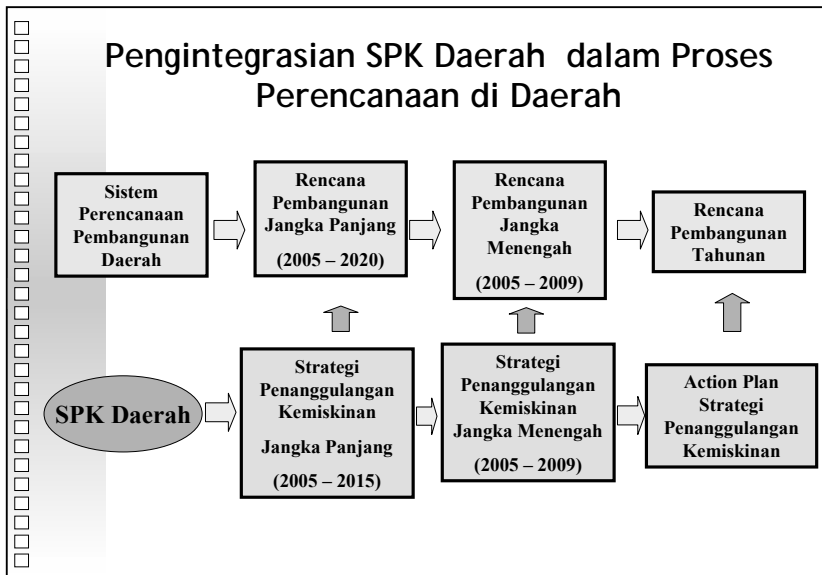 Pengintegrasian SPK Daerah dalam Proses
Perencanaan di Daerah
Sistem
Perencanaan
Pembangunan
Daerah
Rencana
Pembangunan
Jangka Panjang
(2005 – 2020)
Rencana
Pembangunan
Jangka
Menengah
(2005 – 2009)
Rencana
Pembangunan
Tahunan
SPK Daerah
Strategi
Penanggulangan
Kemiskinan
Jangka Panjang
(2005 – 2015)
Strategi
Penanggulangan
Kemiskinan
Jangka Menengah
(2005 – 2009)
Action Plan
Strategi
Penanggulangan
Kemiskinan